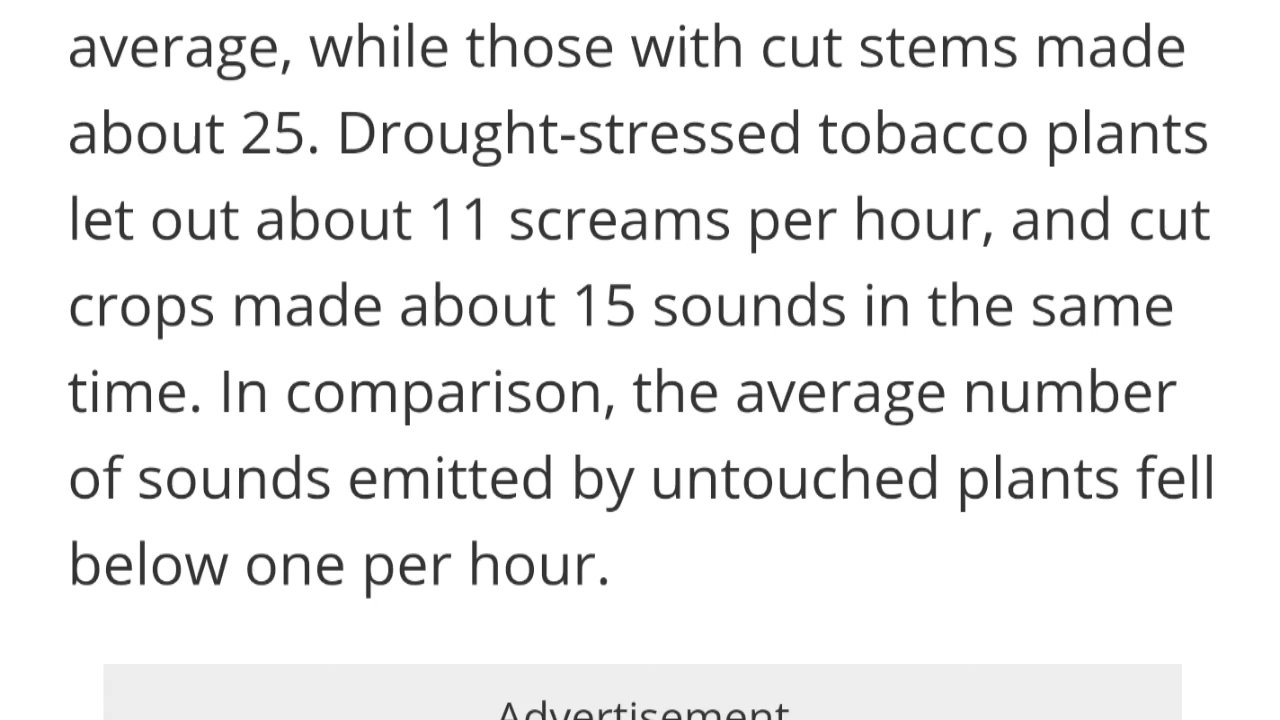 average, while those with cut stems made
about 25. Drought-stressed tobacco plants
let out about 11 screams per hour, and cut
crops made about 15 sounds in the same
time. In comparison, the average number
of sounds emitted by untouched plants fell
below one per hour.
Advertisement